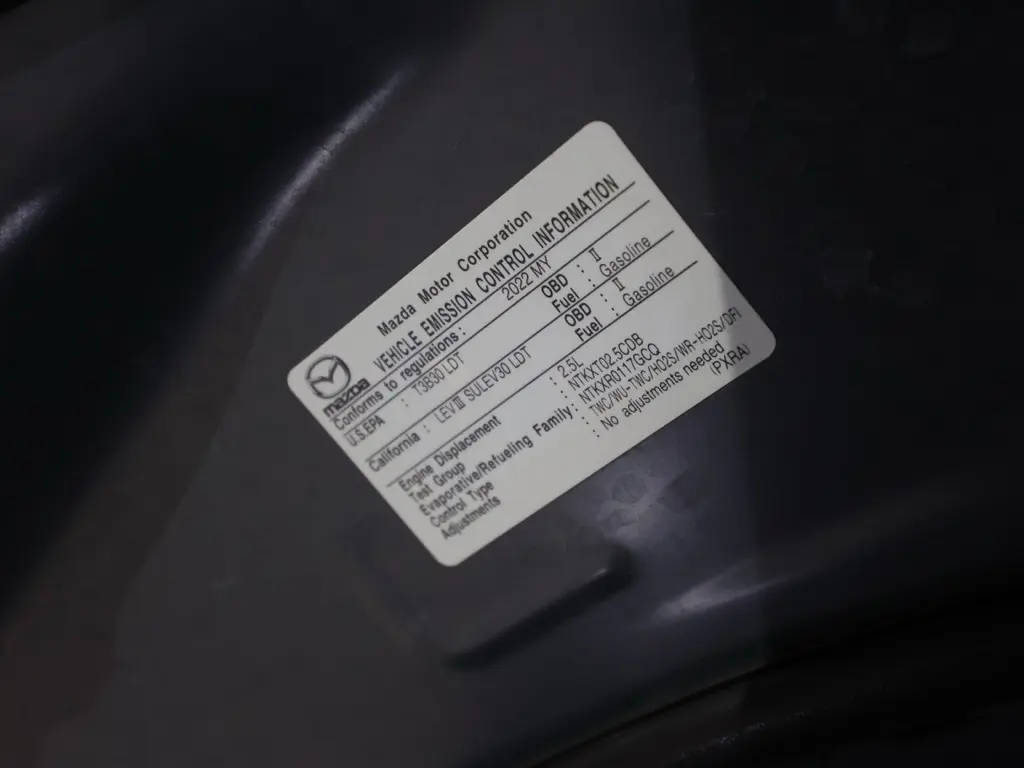 Mazda Motor Corporation
mazda VEHICLE EMISSION CONTROL INFORMATION
Conforms to regulations: 2022 MY
U.S.EPA : T3B30 LDT OBD : II
Fuel : Gasoline
California : LEVIII SULEV30 LDT OBD : II
Fuel : Gasoline
Engine Displacement : 2.5L
Test Group : NTKXT02.5CDB
Evaporative/Refueling Family: NTKXR0117GCQ
Control Type : TWC/WU-TWC/HO2S/WR-HO2S/DFI
Adjustments : No adjustments needed
(PXRA)